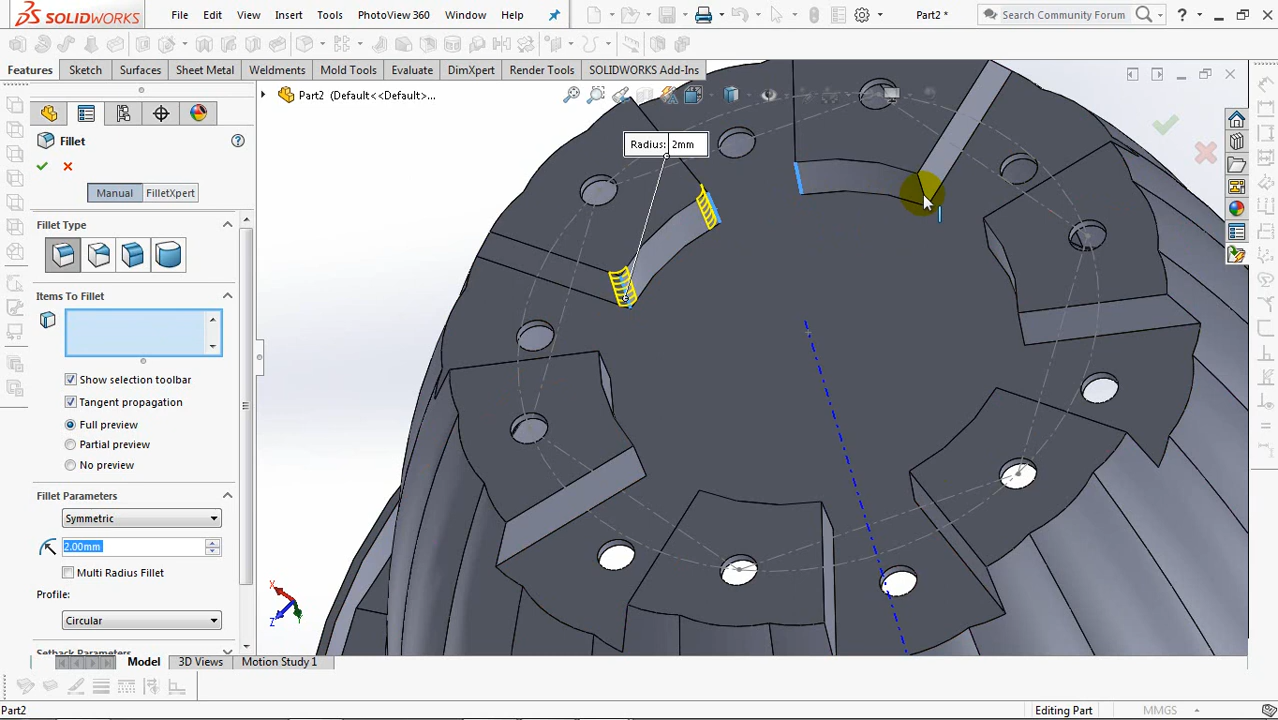 SOLIDWORKS File Edit View Insert Tools PhotoView 360 Window Help Part2 * Search Community Forum ?
Features Sketch Surfaces Sheet Metal Weldments Mold Tools Evaluate DimXpert Render Tools SOLIDWORKS Add-Ins
Part2 (Default<<Default>...
Fillet
?
Manual FilletXpert
Fillet Type
Items To Fillet
Show selection toolbar
Tangent propagation
Full preview
Partial preview
No preview
Fillet Parameters
Symmetric
2.00mm
Multi Radius Fillet
Profile:
Circular
Setback Parameters
Radius: 2mm
X
Z
Model 3D Views Motion Study 1
Part2 Editing Part MMGS